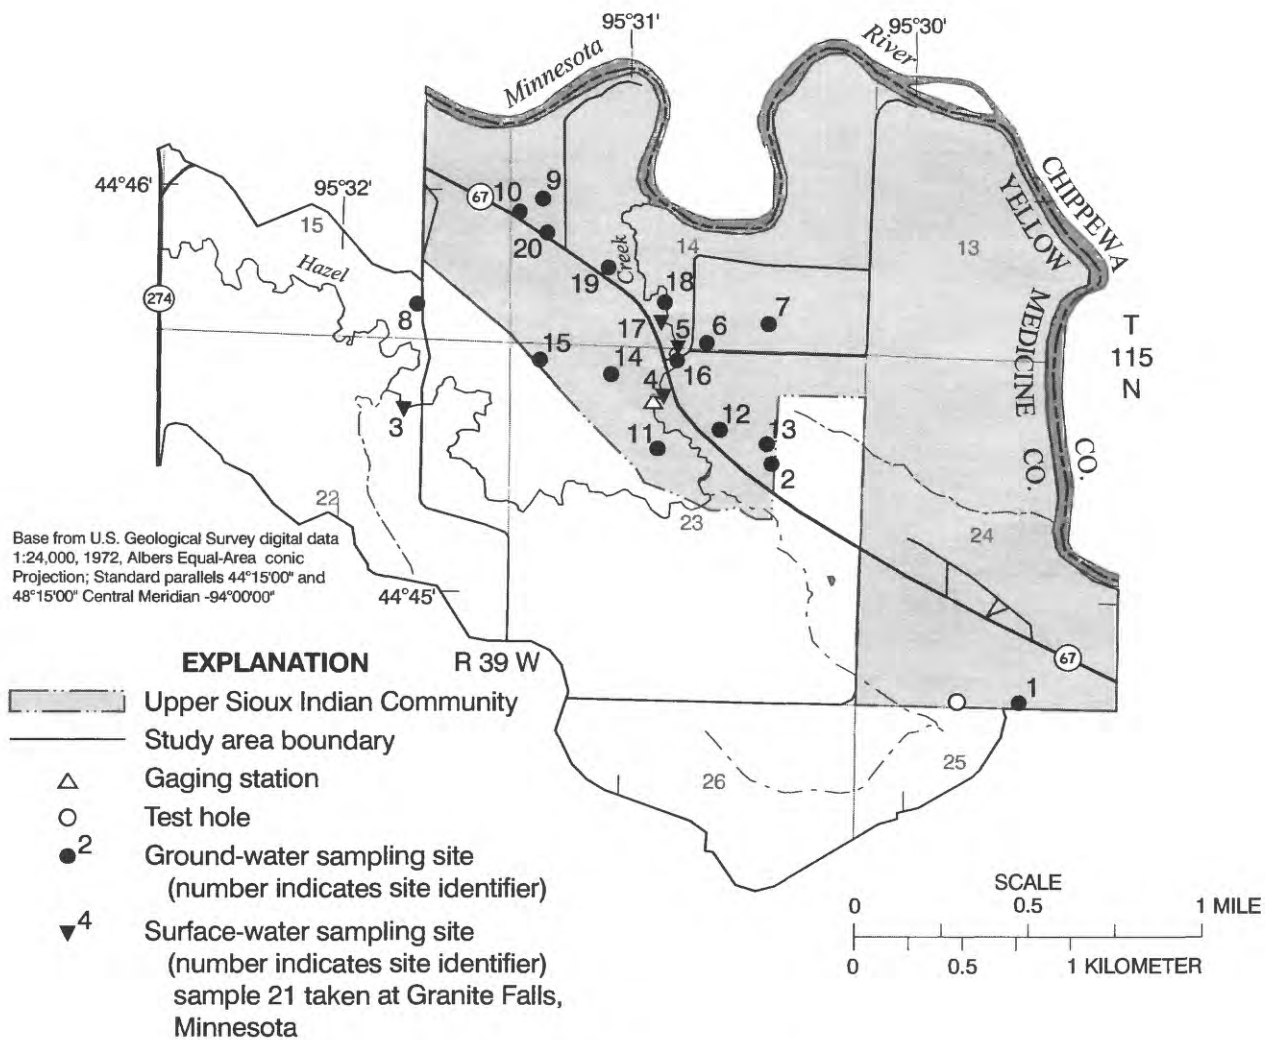 95°31'
95°30'
Minnesota
River
44°46'
95°32'
15
67
10
9
20
Hazel
Creek
14
13
CHIPPEWA
YELLOW
MEDICINE
CO.
CO.
274
8
19
18
17
5
6
7
15
14
4
16
T
115
N
3
11
12
13
2
22
23
24
Base from U.S. Geological Survey digital data
1:24,000, 1972, Albers Equal-Area conic
Projection; Standard parallels 44°15'00" and
48°15'00" Central Meridian -94°00'00"
44°45'
R 39 W
67
1
25
26
EXPLANATION
Upper Sioux Indian Community
Study area boundary
Gaging station
Test hole
2 Ground-water sampling site
(number indicates site identifier)
4 Surface-water sampling site
(number indicates site identifier)
sample 21 taken at Granite Falls,
Minnesota
SCALE
0 0.5 1 MILE
0 0.5 1 KILOMETER